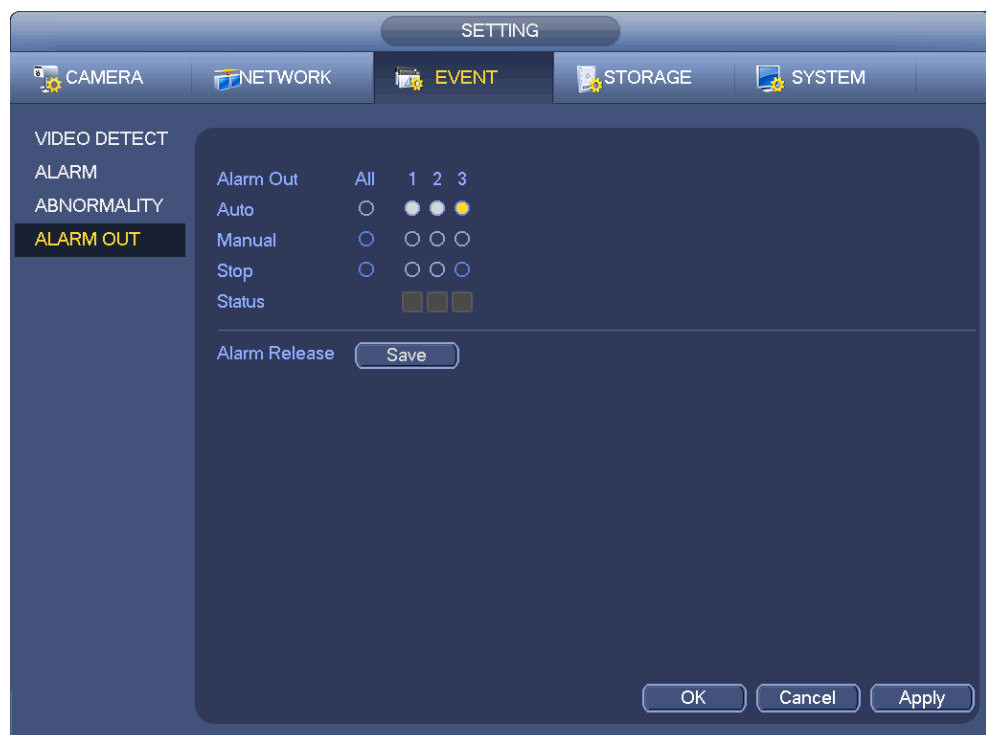 SETTING
CAMERA NETWORK EVENT STORAGE SYSTEM
VIDEO DETECT
ALARM
ABNORMALITY
ALARM OUT
Alarm Out All 1 2 3
Auto
Manual
Stop
Status
Alarm Release Save
OK Cancel Apply